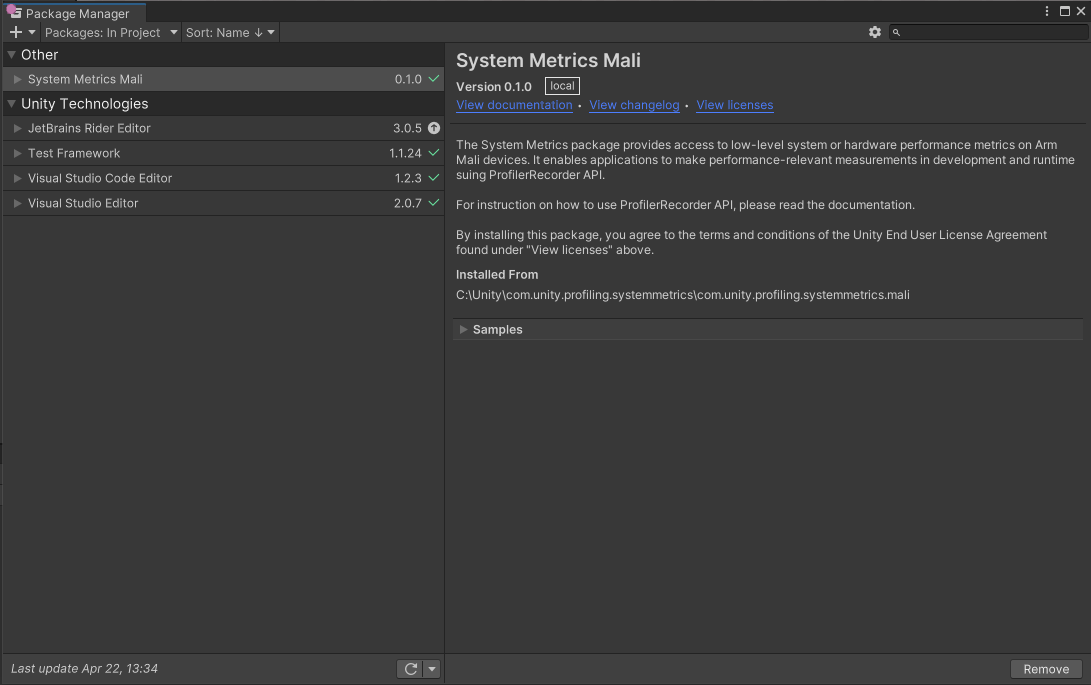 Package Manager
Packages: In Project
Sort: Name ↓
Other
System Metrics Mali 0.1.0
Unity Technologies
JetBrains Rider Editor 3.0.5
Test Framework 1.1.24
Visual Studio Code Editor 1.2.3
Visual Studio Editor 2.0.7
Last update Apr 22, 13:34
System Metrics Mali
Version 0.1.0 local
View documentation • View changelog • View licenses
The System Metrics package provides access to low-level system or hardware performance metrics on Arm
Mali devices. It enables applications to make performance-relevant measurements in development and runtime
suing ProfilerRecorder API.
For instruction on how to use ProfilerRecorder API, please read the documentation.
By installing this package, you agree to the terms and conditions of the Unity End User License Agreement
found under "View licenses" above.
Installed From
C:\Unity\com.unity.profiling.systemmetrics\com.unity.profiling.systemmetrics.mali
Samples
Remove